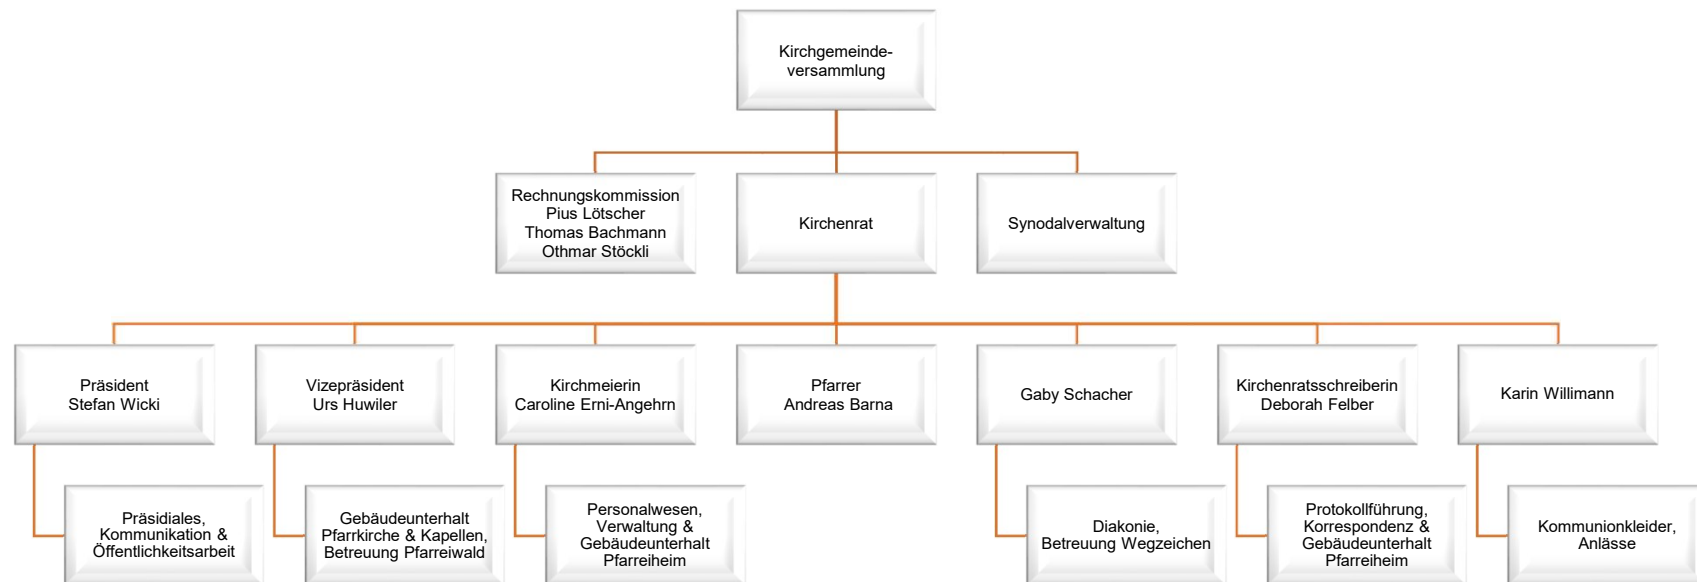 Kirchgemeinde-
versammlung
Rechnungskommission
Pius Lötscher
Thomas Bachmann
Othmar Stöckli
Kirchenrat
Synodalverwaltung
Präsident
Stefan Wicki
Vizepräsident
Urs Huwiler
Kirchmeierin
Caroline Erni-Angehrn
Pfarrer
Andreas Barna
Gaby Schacher
Kirchenratsschreiberin
Deborah Felber
Karin Willimann
Präsidiales,
Kommunikation &
Öffentlichkeitsarbeit
Gebäudeunterhalt
Pfarrkirche & Kapellen,
Betreuung Pfarreiwald
Personalwesen,
Verwaltung &
Gebäudeunterhalt
Pfarreiheim
Diakonie,
Betreuung Wegzeichen
Protokollführung,
Korrespondenz &
Gebäudeunterhalt
Pfarreiheim
Kommunionkleider,
Anlässe